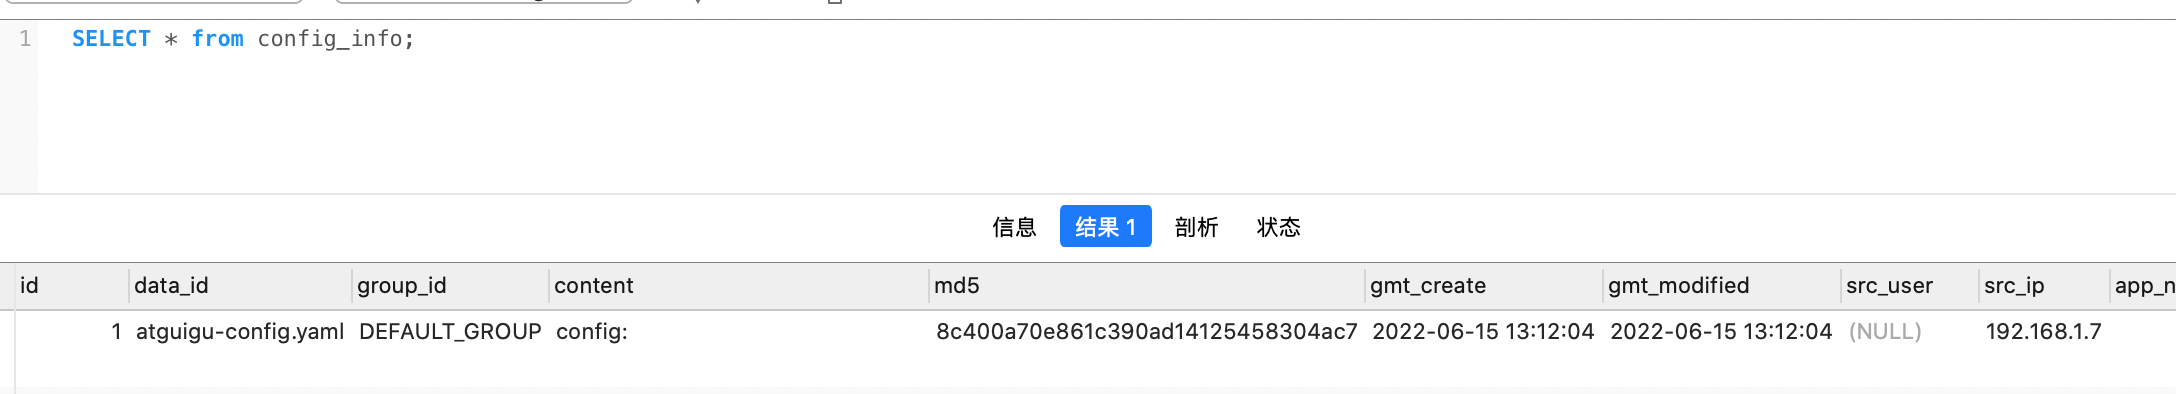 1 SELECT * from config_info;
信息 结果 1 剖析 状态
id data_id group_id content md5 gmt_create gmt_modified src_user src_ip app_n
1 atguigu-config.yaml DEFAULT_GROUP config: 8c400a70e861c390ad14125458304ac7 2022-06-15 13:12:04 2022-06-15 13:12:04 (NULL) 192.168.1.7